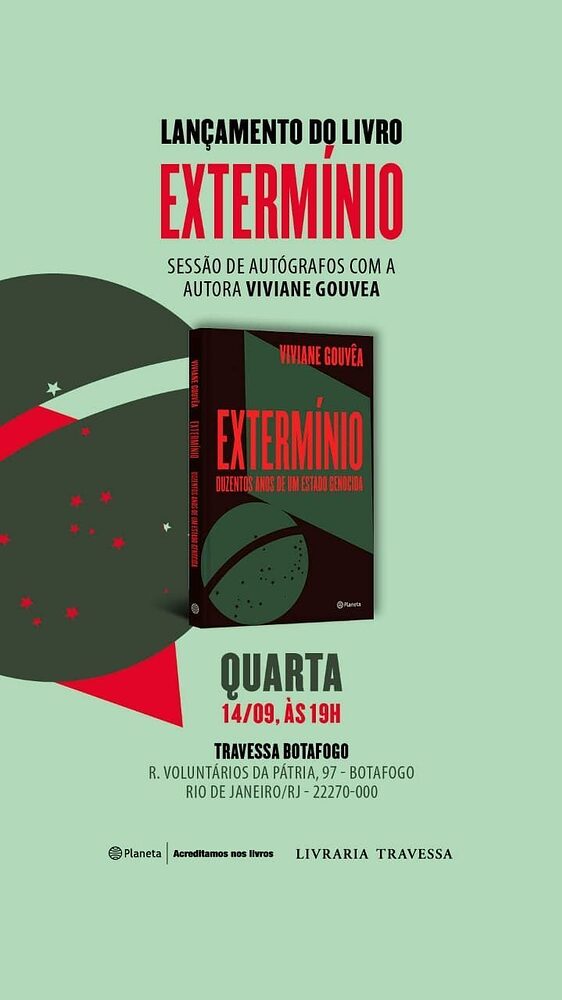 LANÇAMENTO DO LIVRO
EXTERMÍNIO
SESSÃO DE AUTÓGRAFOS COM A
AUTORA VIVIANE GOUVEA
VIVIANE GOUVÊA
EXTERMÍNIO
DUZENTOS ANOS DE UM ESTADO GENOCIDA
Planeta
VIVIANE GOUVÊA EXTERMÍNIO DUZENTOS ANOS DE UM ESTADO GENOCIDA
QUARTA
14/09, ÀS 19H
TRAVESSA BOTAFOGO
R. VOLUNTÁRIOS DA PÁTRIA, 97 - BOTAFOGO
RIO DE JANEIRO/RJ - 22270-000
Planeta Acreditamos nos livros LIVRARIA TRAVESSA